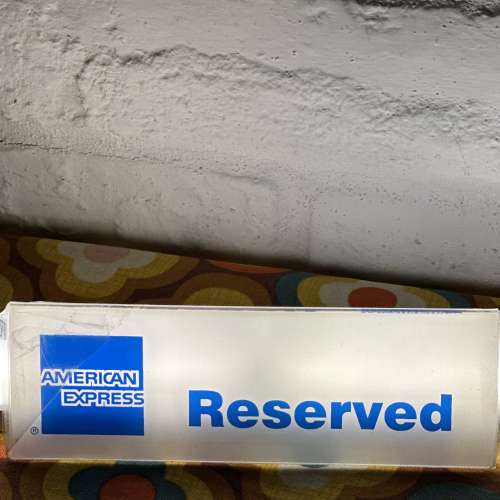 AMERICAN
EXPRESS
®
Reserved